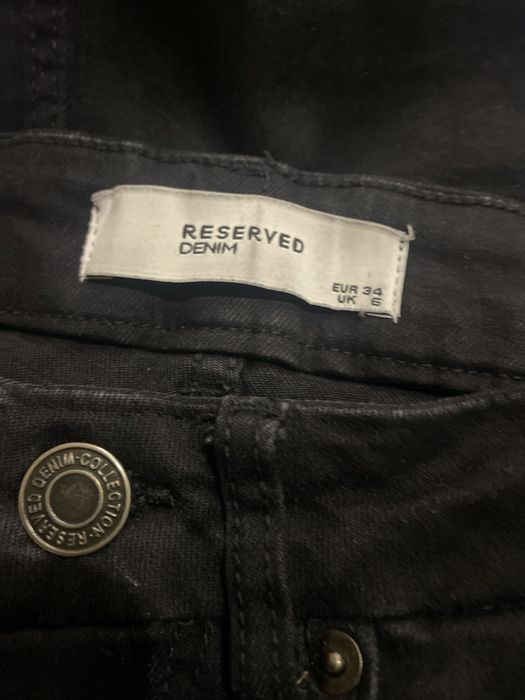 RESERVED
DENIM
EUR 34
UK 6
RESERVED DENIM-COLLECTION-